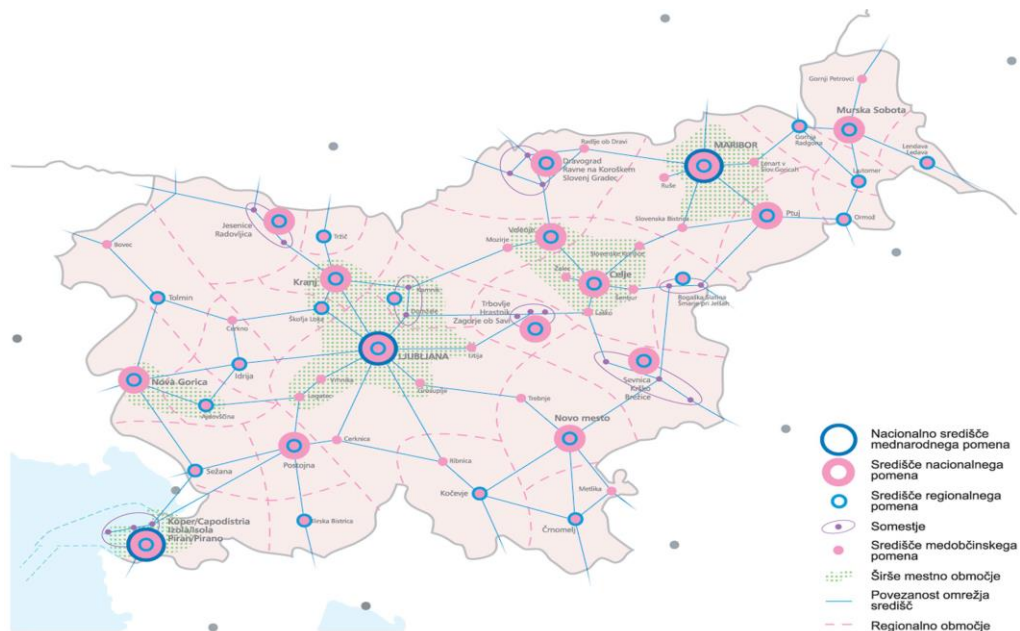 Gornji Petrovci
Murska Sobota
Radlje ob Dravi
MARIBOR
Gornja
Radgona
Lendava
Ledava
Dravograd
Ravne na Koroškem
Slovenj Gradec
Lenart v
Slov.Goricah
Ljutomer
Ruše
Jesenice
Radovljica
Tržič
Slovenska Bistrica
Ptuj
Ormož
Bovec
Velenje
Mozirje
Slovenske Konjice
Kranj
Kamnik
Žalec
Celje
Tolmin
Domžale
Trbovlje
Hrastnik
Zagorje ob Savi
Šentjur
Rogaška Slatina
Šmarje pri Jelšah
Škofja Loka
Cerkno
Laško
LJUBLJANA
Litija
Idrija
Sevnica
Krško
Brežice
Nova Gorica
Vrhnika
Grosuplje
Logatec
Trebnje
Ajdovščina
Novo mesto
Cerknica
Postojna
Ribnica
Sežana
Kočevje
Metlika
Koper/Capodistria
Izola/Isola
Piran/Pirano
Ilirska Bistrica
Črnomelj
Nacionalno središče
mednarodnega pomena
Središče nacionalnega
pomena
Središče regionalnega
pomena
Somestje
Središče medobčinskega
pomena
Širše mestno območje
Povezanost omrežja
središč
Regionalno območje